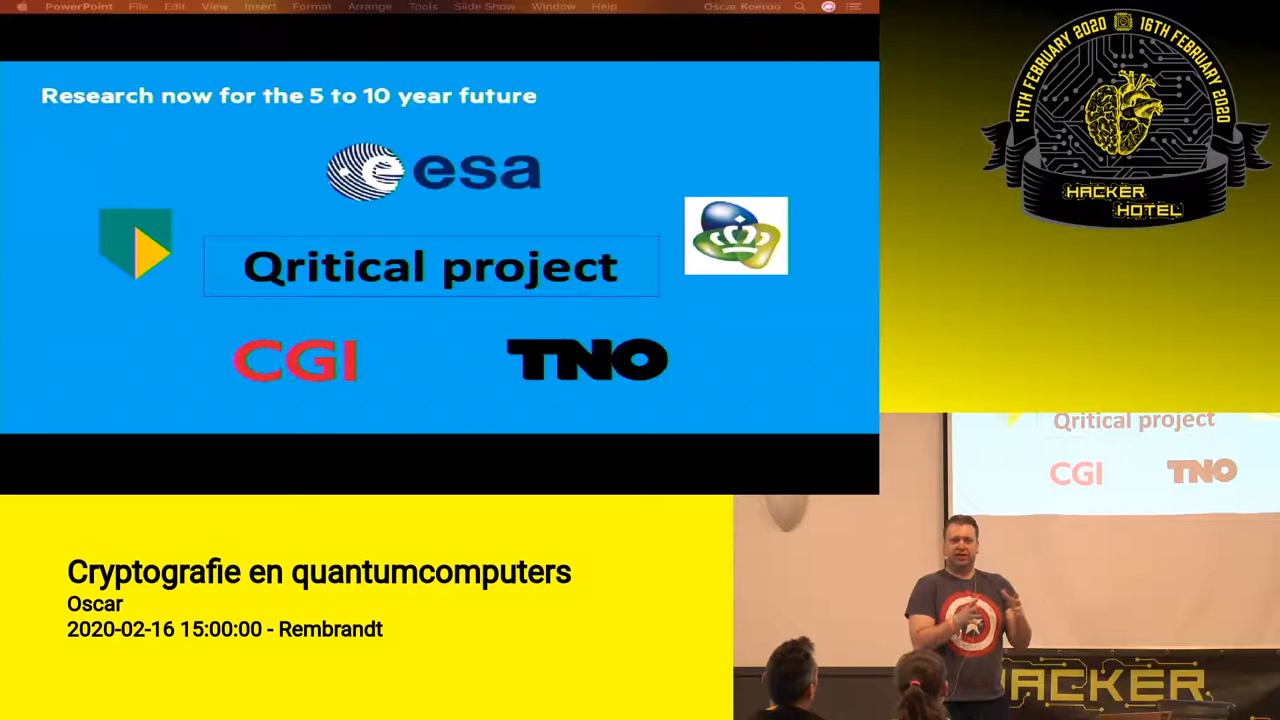 PowerPoint File Edit View Insert Format Arrange Tools Slide Show Window Help Oscar Koeroo
Research now for the 5 to 10 year future
esa
Qritical project
CGI
TNO
14TH FEBRUARY 2020
16TH FEBRUARY 2020
HACKER
HOTEL
Qritical project
CGI
TNO
HACKER
Cryptografie en quantumcomputers
Oscar
2020-02-16 15:00:00 - Rembrandt